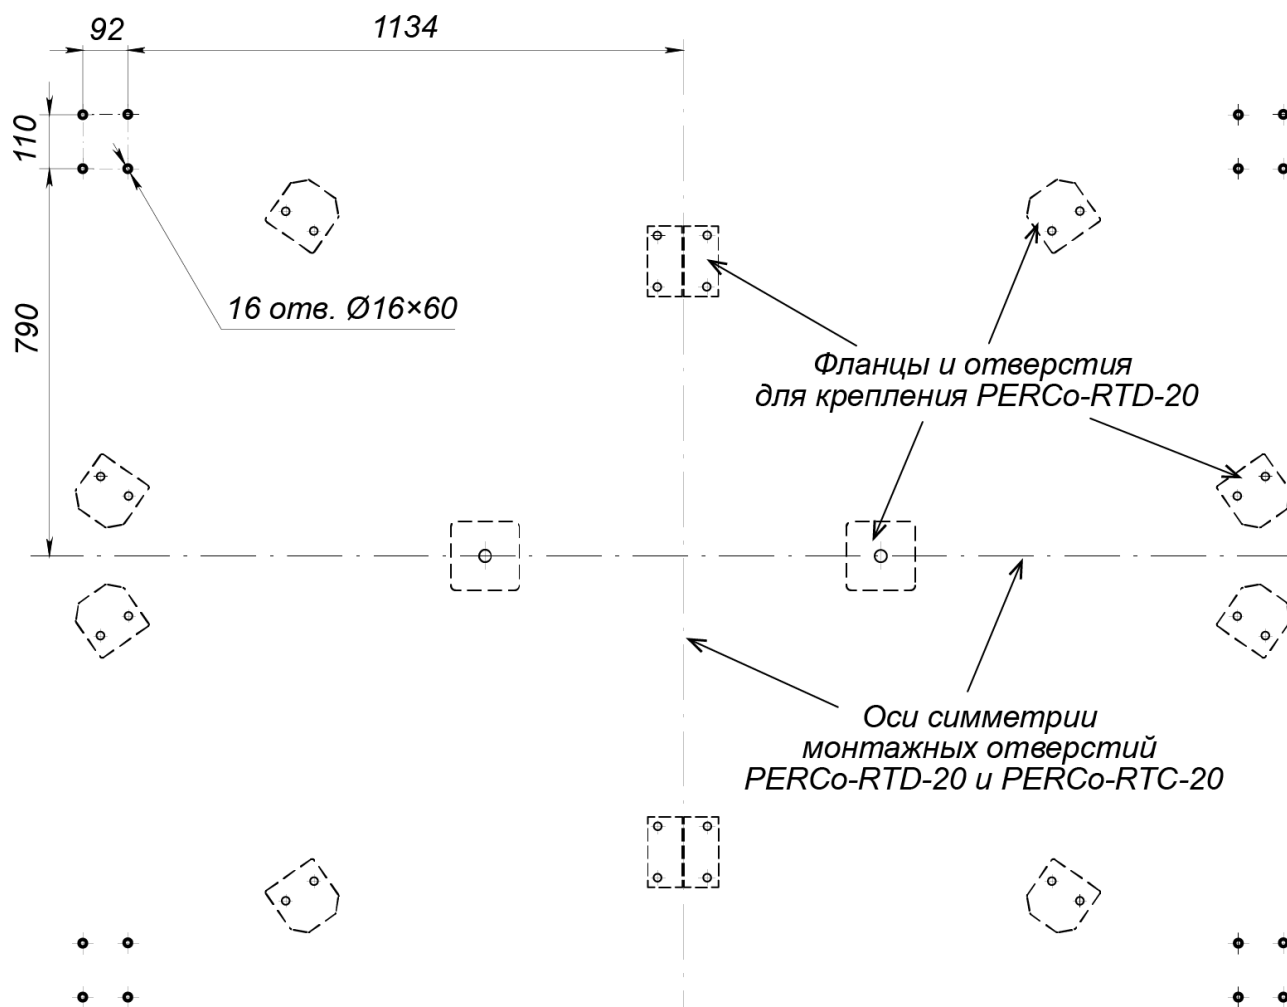 92
1134
110
790
16 отв. Ø16×60
Фланцы и отверстия
для крепления PERCo-RTD-20
Оси симметрии
монтажных отверстий
PERCo-RTD-20 и PERCo-RTC-20